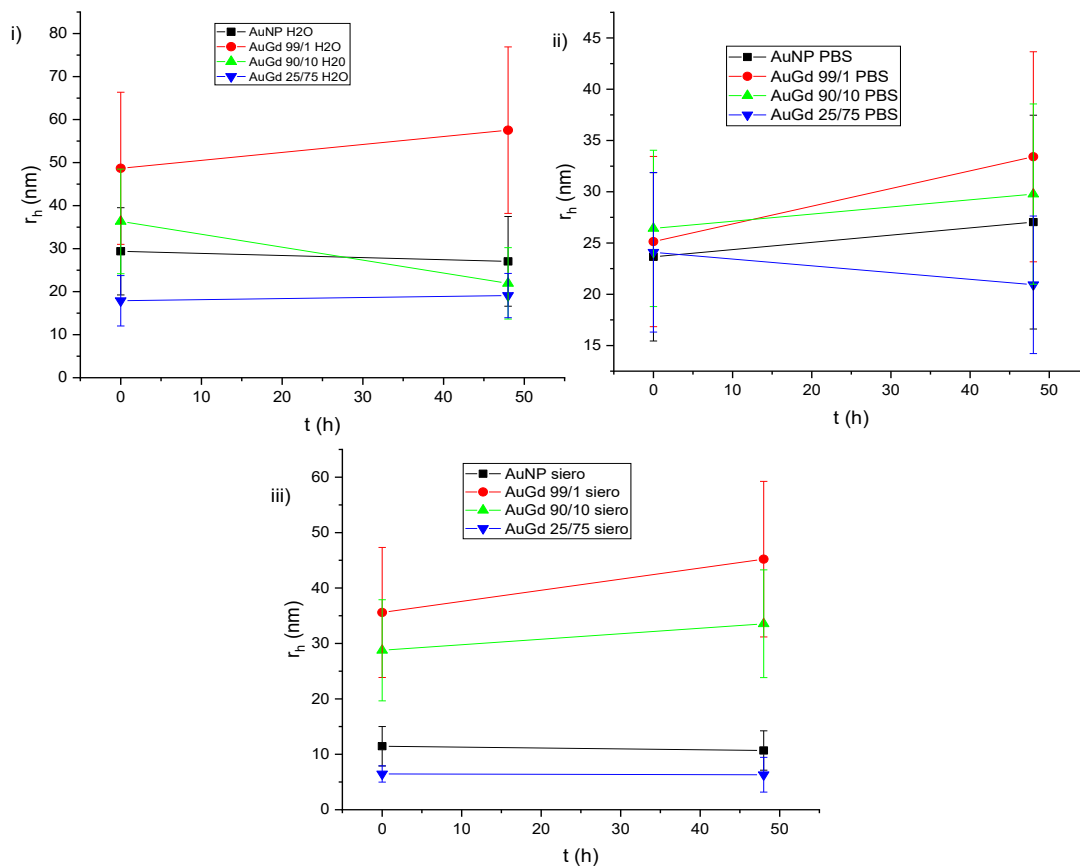 i)
AuNP H2O
AuGd 99/1 H2O
AuGd 90/10 H20
AuGd 25/75 H2O
80
70
60
50
40
30
20
10
0
r_h (nm)
0 10 20 30 40 50
t (h)
ii)
AuNP PBS
AuGd 99/1 PBS
AuGd 90/10 PBS
AuGd 25/75 PBS
45
40
35
30
25
20
15
r_h (nm)
0 10 20 30 40 50
t (h)
iii)
AuNP siero
AuGd 99/1 siero
AuGd 90/10 siero
AuGd 25/75 siero
60
50
40
30
20
10
0
r_h (nm)
0 10 20 30 40 50
t (h)